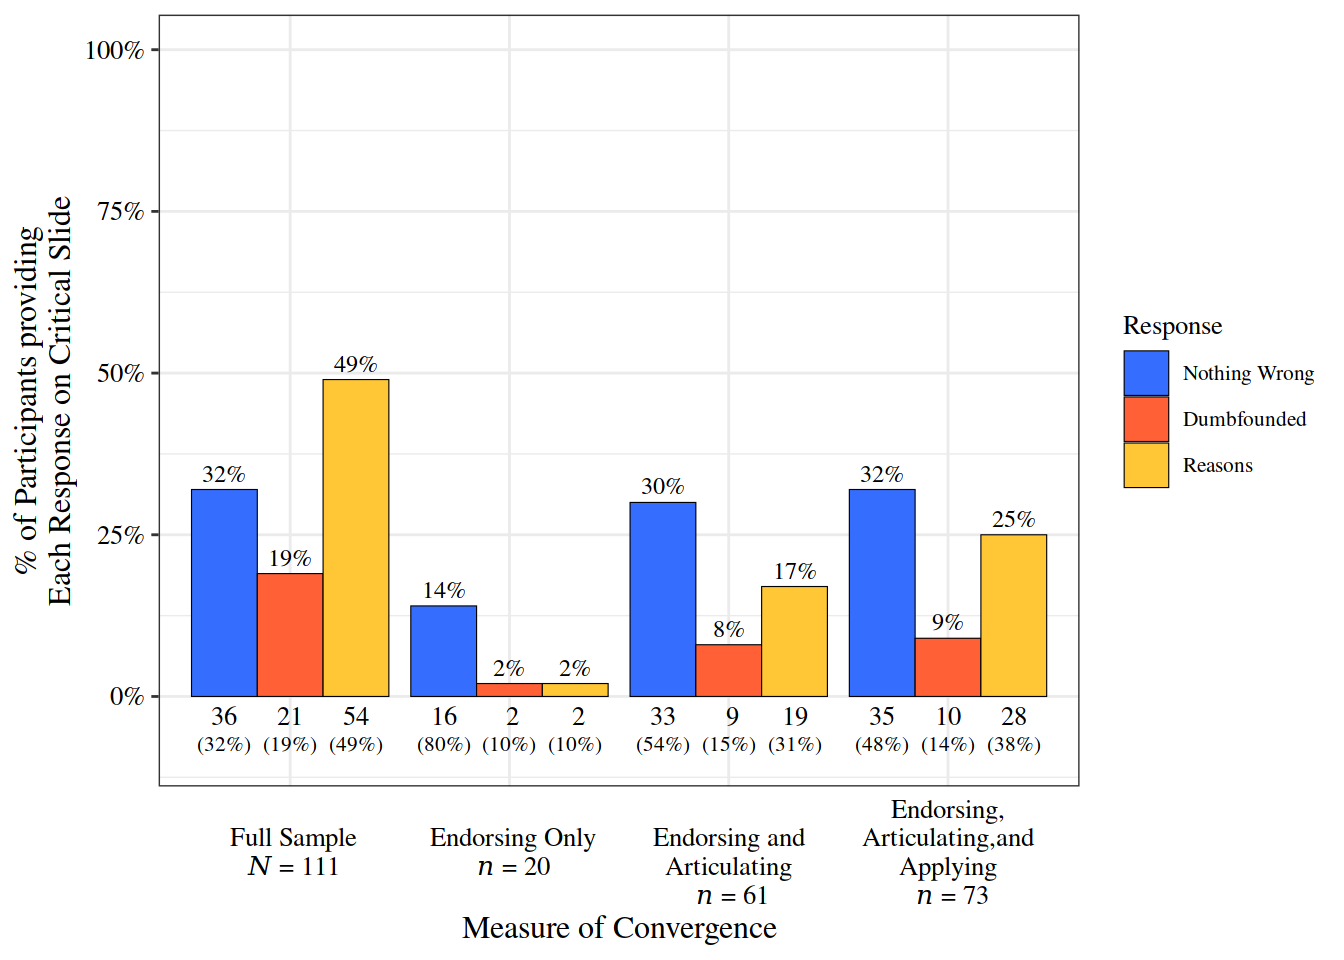 % of Participants providing
Each Response on Critical Slide
100%
75%
50%
25%
0%
32%
19%
49%
14%
2%
2%
30%
8%
17%
32%
9%
25%
36 21 54 16 2 2 33 9 19 35 10 28
(32%) (19%) (49%) (80%) (10%) (10%) (54%) (15%) (31%) (48%) (14%) (38%)
Full Sample
N = 111
Endorsing Only
n = 20
Endorsing and
Articulating
n = 61
Endorsing,
Articulating,and
Applying
n = 73
Measure of Convergence
Response
Nothing Wrong
Dumbfounded
Reasons